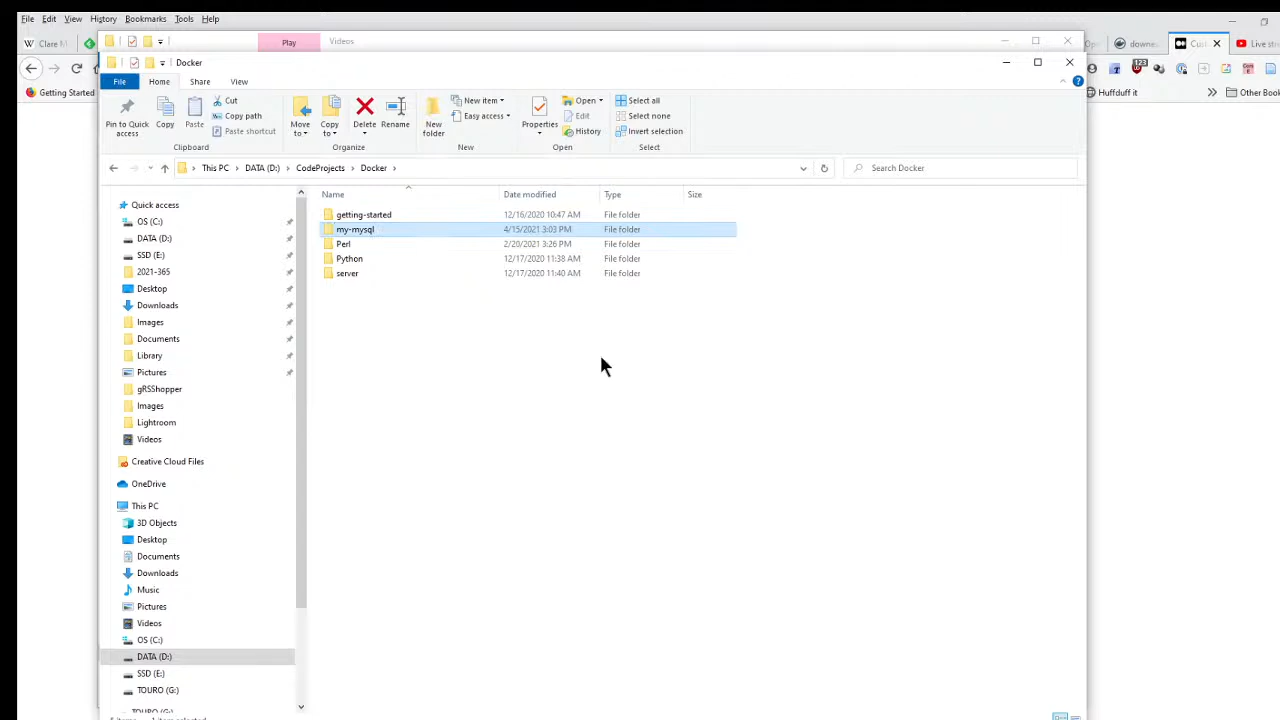 File Edit View History Bookmarks Tools Help
Clare
Play Videos
downe
Live st
Docker
File Home Share View
Getting Started
123
Huffduff it
Other Book
Pin to Quick access
Copy
Paste
Cut
Copy path
Paste shortcut
Move to
Copy to
Delete
Rename
New folder
New item
Easy access
Properties
Open
Edit
History
Select all
Select none
Invert selection
Clipboard Organize New Open Select
This PC > DATA (D:) > CodeProjects > Docker >
Search Docker
Name Date modified Type Size
getting-started 12/16/2020 10:47 AM File folder
my-mysql 4/15/2021 3:03 PM File folder
Perl 2/20/2021 3:26 PM File folder
Python 12/17/2020 11:38 AM File folder
server 12/17/2020 11:40 AM File folder
Quick access
OS (C:)
DATA (D:)
SSD (E:)
2021-365
Desktop
Downloads
Images
Documents
Library
Pictures
gRSShopper
Images
Lightroom
Videos
Creative Cloud Files
OneDrive
This PC
3D Objects
Desktop
Documents
Downloads
Music
Pictures
Videos
OS (C:)
DATA (D:)
SSD (E:)
TOURO (G:)